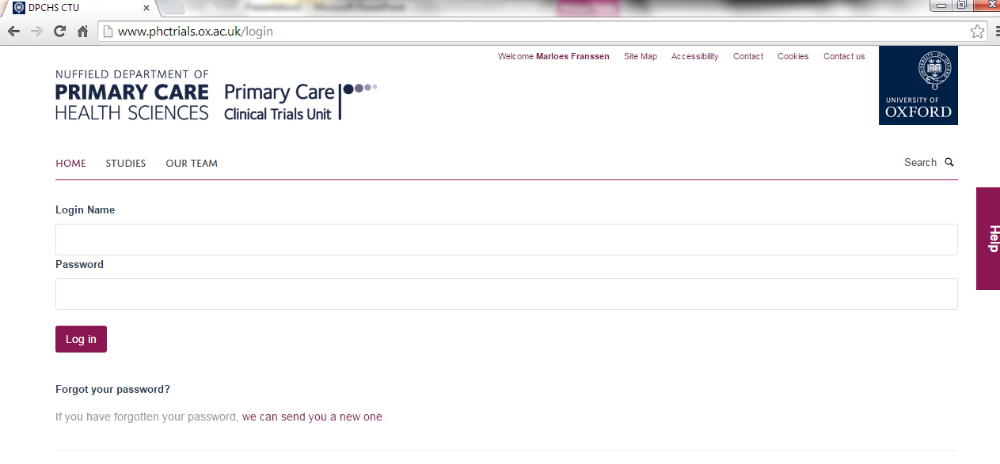 DPCHS CTU
www.phctrials.ox.ac.uk/login
Welcome Marloes Franssen Site Map Accessibility Contact Cookies Contact us
NUFFIELD DEPARTMENT OF
PRIMARY CARE
HEALTH SCIENCES
Primary Care
Clinical Trials Unit
UNIVERSITY OF
OXFORD
HOME STUDIES OUR TEAM
Search
Help
Login Name
Password
Log in
Forgot your password?
If you have forgotten your password, we can send you a new one.